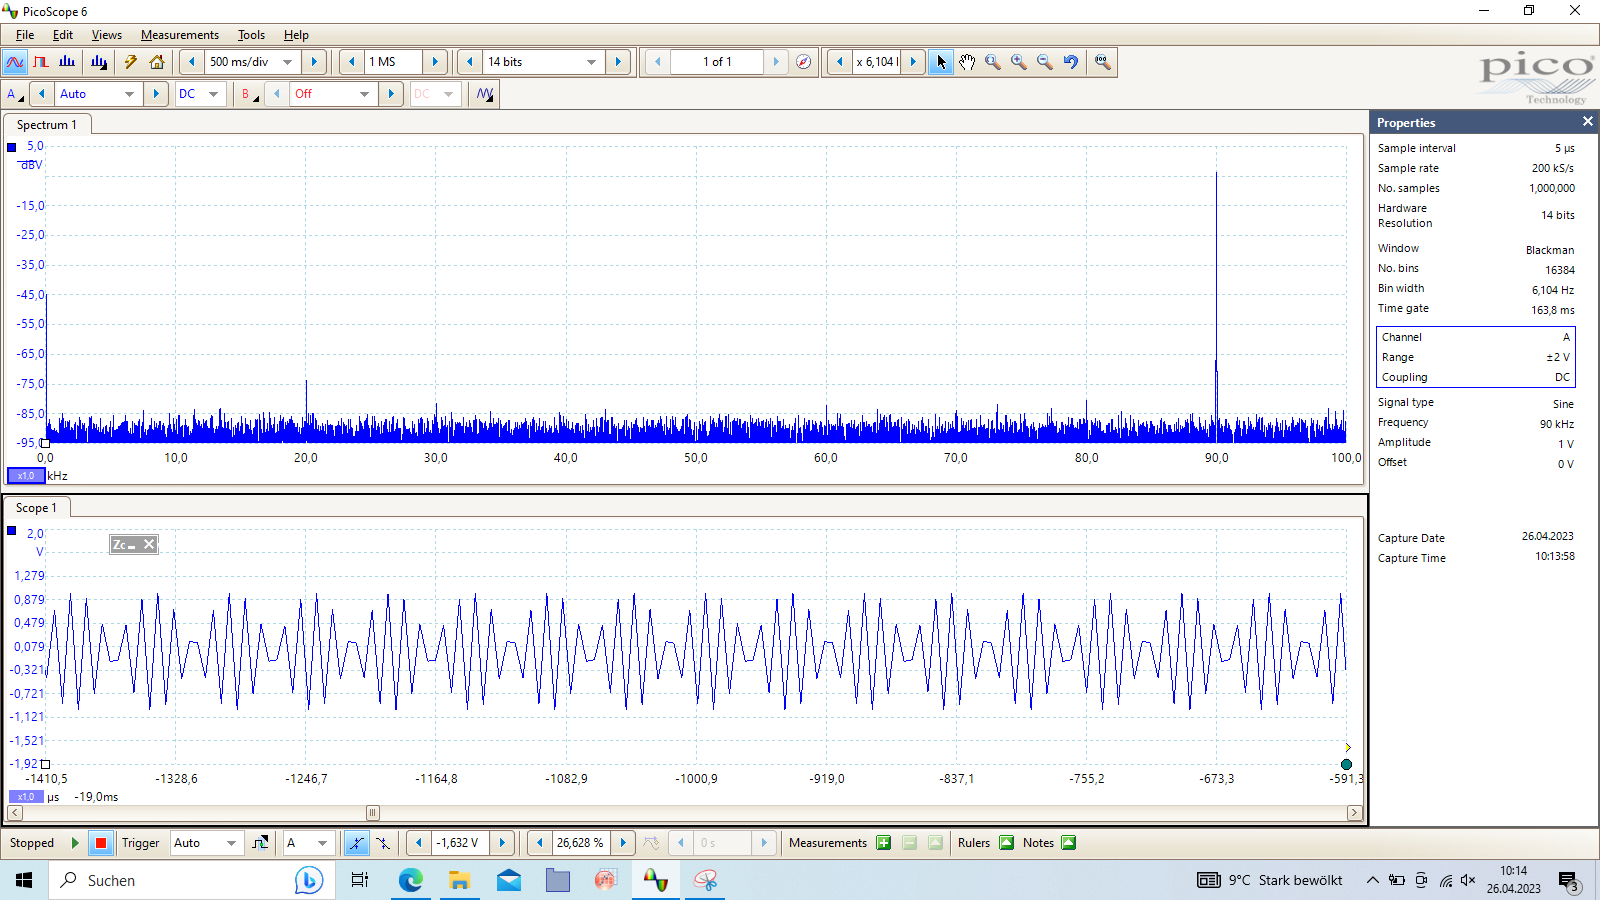 PicoScope 6
File Edit Views Measurements Tools Help
500 ms/div 1 MS 14 bits 1 of 1 x 6,104 100%
A Auto DC B Off DC
pico
Technology
Spectrum 1
5,0
dBV
-15,0
-25,0
-35,0
-45,0
-55,0
-65,0
-75,0
-85,0
-95,0
0,0 10,0 20,0 30,0 40,0 50,0 60,0 70,0 80,0 90,0 100,0
x1,0 kHz
Scope 1
2,0
V
Zo
1,279
0,879
0,479
0,079
-0,321
-0,721
-1,121
-1,521
-1,921
-1410,5 -1328,6 -1246,7 -1164,8 -1082,9 -1000,9 -919,0 -837,1 -755,2 -673,3 -591,3
x1,0 µs -19,0ms
Properties
Sample interval 5 µs
Sample rate 200 kS/s
No. samples 1,000,000
Hardware
Resolution 14 bits
Window Blackman
No. bins 16384
Bin width 6,104 Hz
Time gate 163,8 ms
Channel A
Range ±2 V
Coupling DC
Signal type Sine
Frequency 90 kHz
Amplitude 1 V
Offset 0 V
Capture Date 26.04.2023
Capture Time 10:13:58
Stopped Trigger Auto A -1,632 V 26,628 % 0 s Measurements Rulers Notes
Suchen
9°C Stark bewölkt
10:14
26.04.2023
3